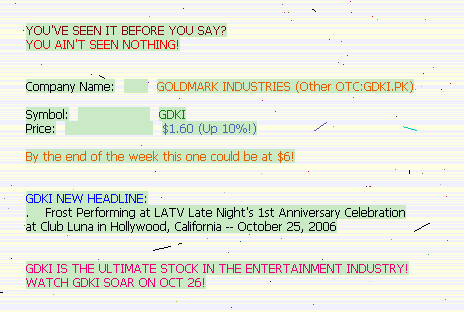 YOU'VE SEEN IT BEFORE YOU SAY?
YOU AIN'T SEEN NOTHING!
Company Name: GOLDMARK INDUSTRIES (Other OTC:GDKI.PK)
Symbol: GDKI
Price: $1.60 (Up 10%!)
By the end of the week this one could be at $6!
GDKI NEW HEADLINE:
. Frost Performing at LATV Late Night's 1st Anniversary Celebration
at Club Luna in Hollywood, California -- October 25, 2006
GDKI IS THE ULTIMATE STOCK IN THE ENTERTAINMENT INDUSTRY!
WATCH GDKI SOAR ON OCT 26!